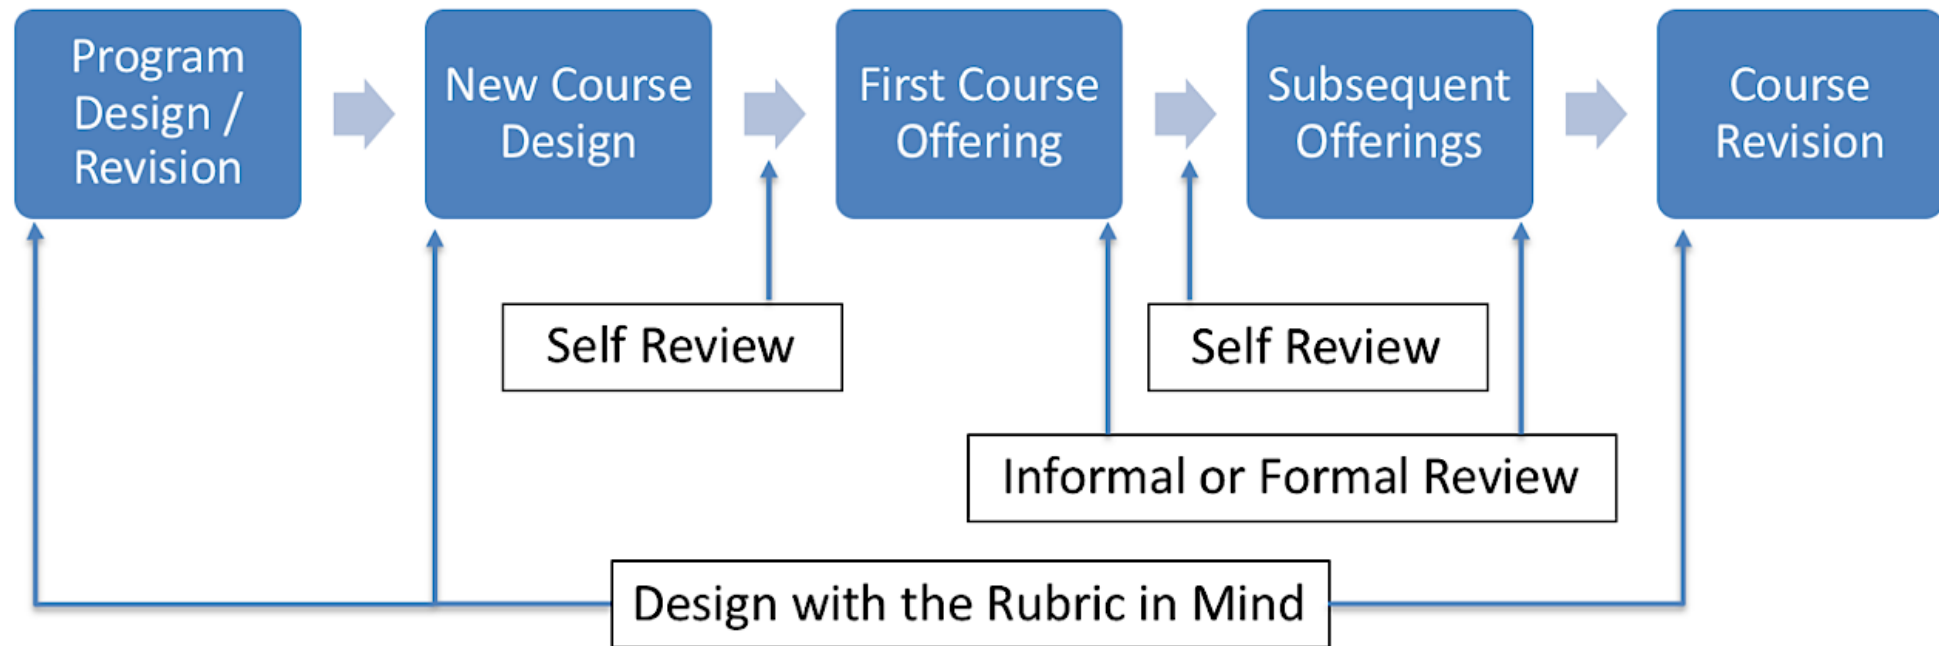 Program
Design /
Revision
New Course
Design
First Course
Offering
Subsequent
Offerings
Course
Revision
Self Review
Self Review
Informal or Formal Review
Design with the Rubric in Mind